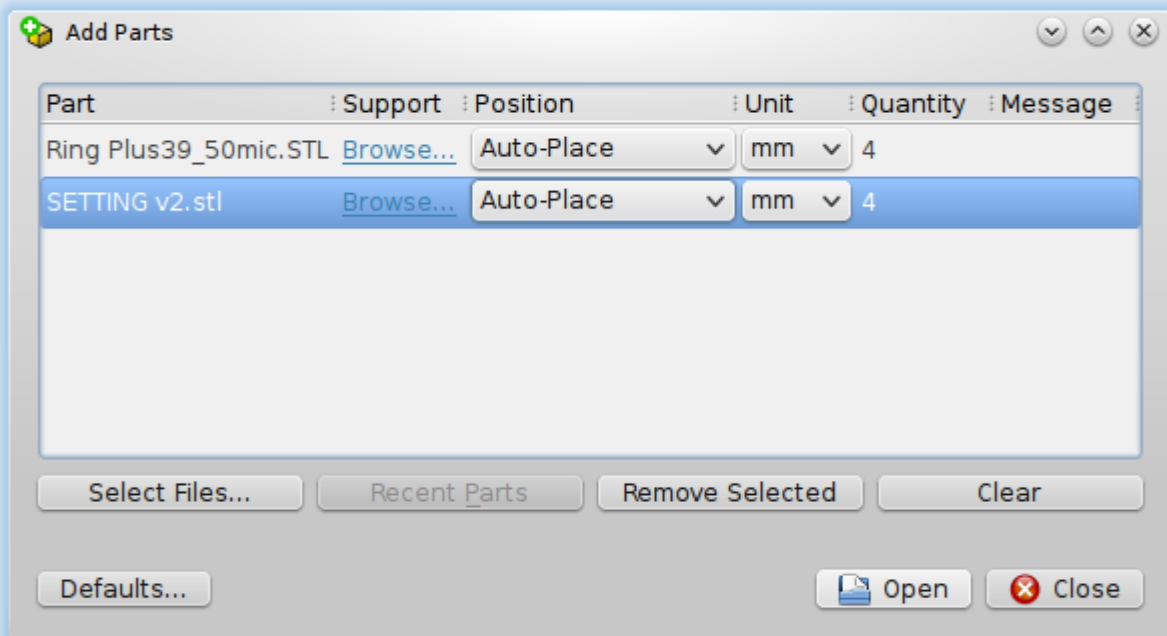 Add Parts
Part Support Position Unit Quantity Message
Ring Plus39_50mic.STL Browse... Auto-Place mm 4
SETTING v2.stl Browse... Auto-Place mm 4
Select Files... Recent Parts Remove Selected Clear
Defaults... Open Close